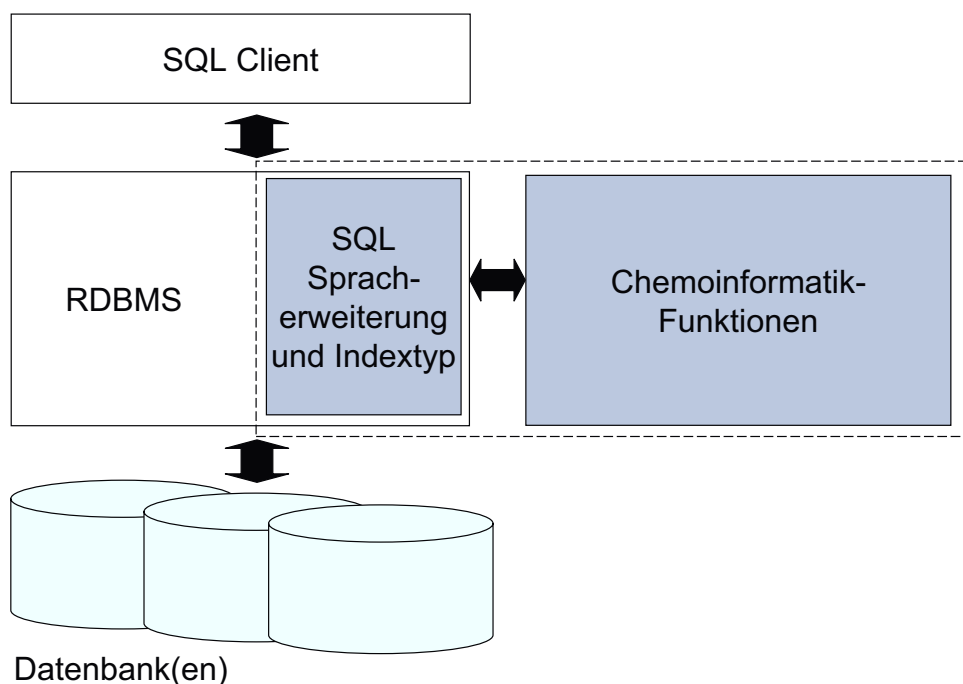 SQL Client
RDBMS
SQL
Sprach-
erweiterung
und Indextyp
Chemoinformatik-
Funktionen
Datenbank(en)